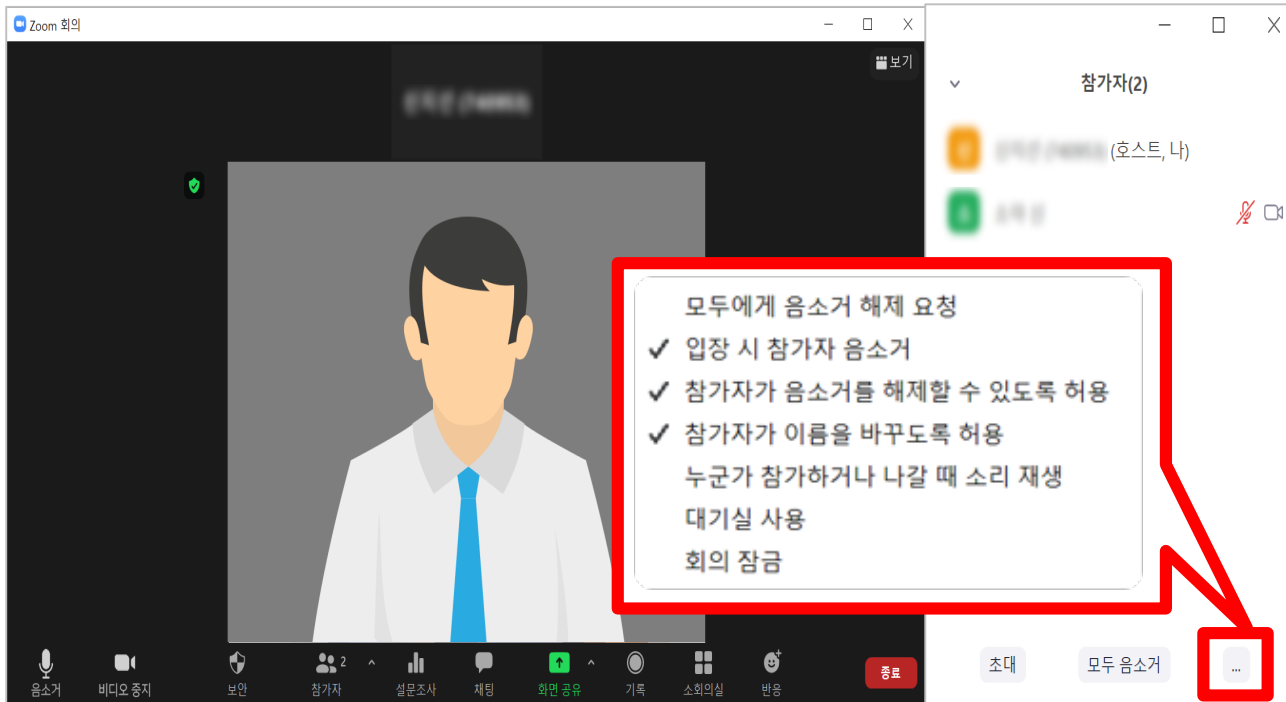 Zoom 회의
보기
참가자(2)
(호스트, 나)
모두에게 음소거 해제 요청
✓ 입장 시 참가자 음소거
✓ 참가자가 음소거를 해제할 수 있도록 허용
✓ 참가자가 이름을 바꾸도록 허용
누군가 참가하거나 나갈 때 소리 재생
대기실 사용
회의 잠금
2
음소거
비디오 중지
보안
참가자
설문조사
채팅
화면 공유
기록
소회의실
반응
종료
초대
모두 음소거
...